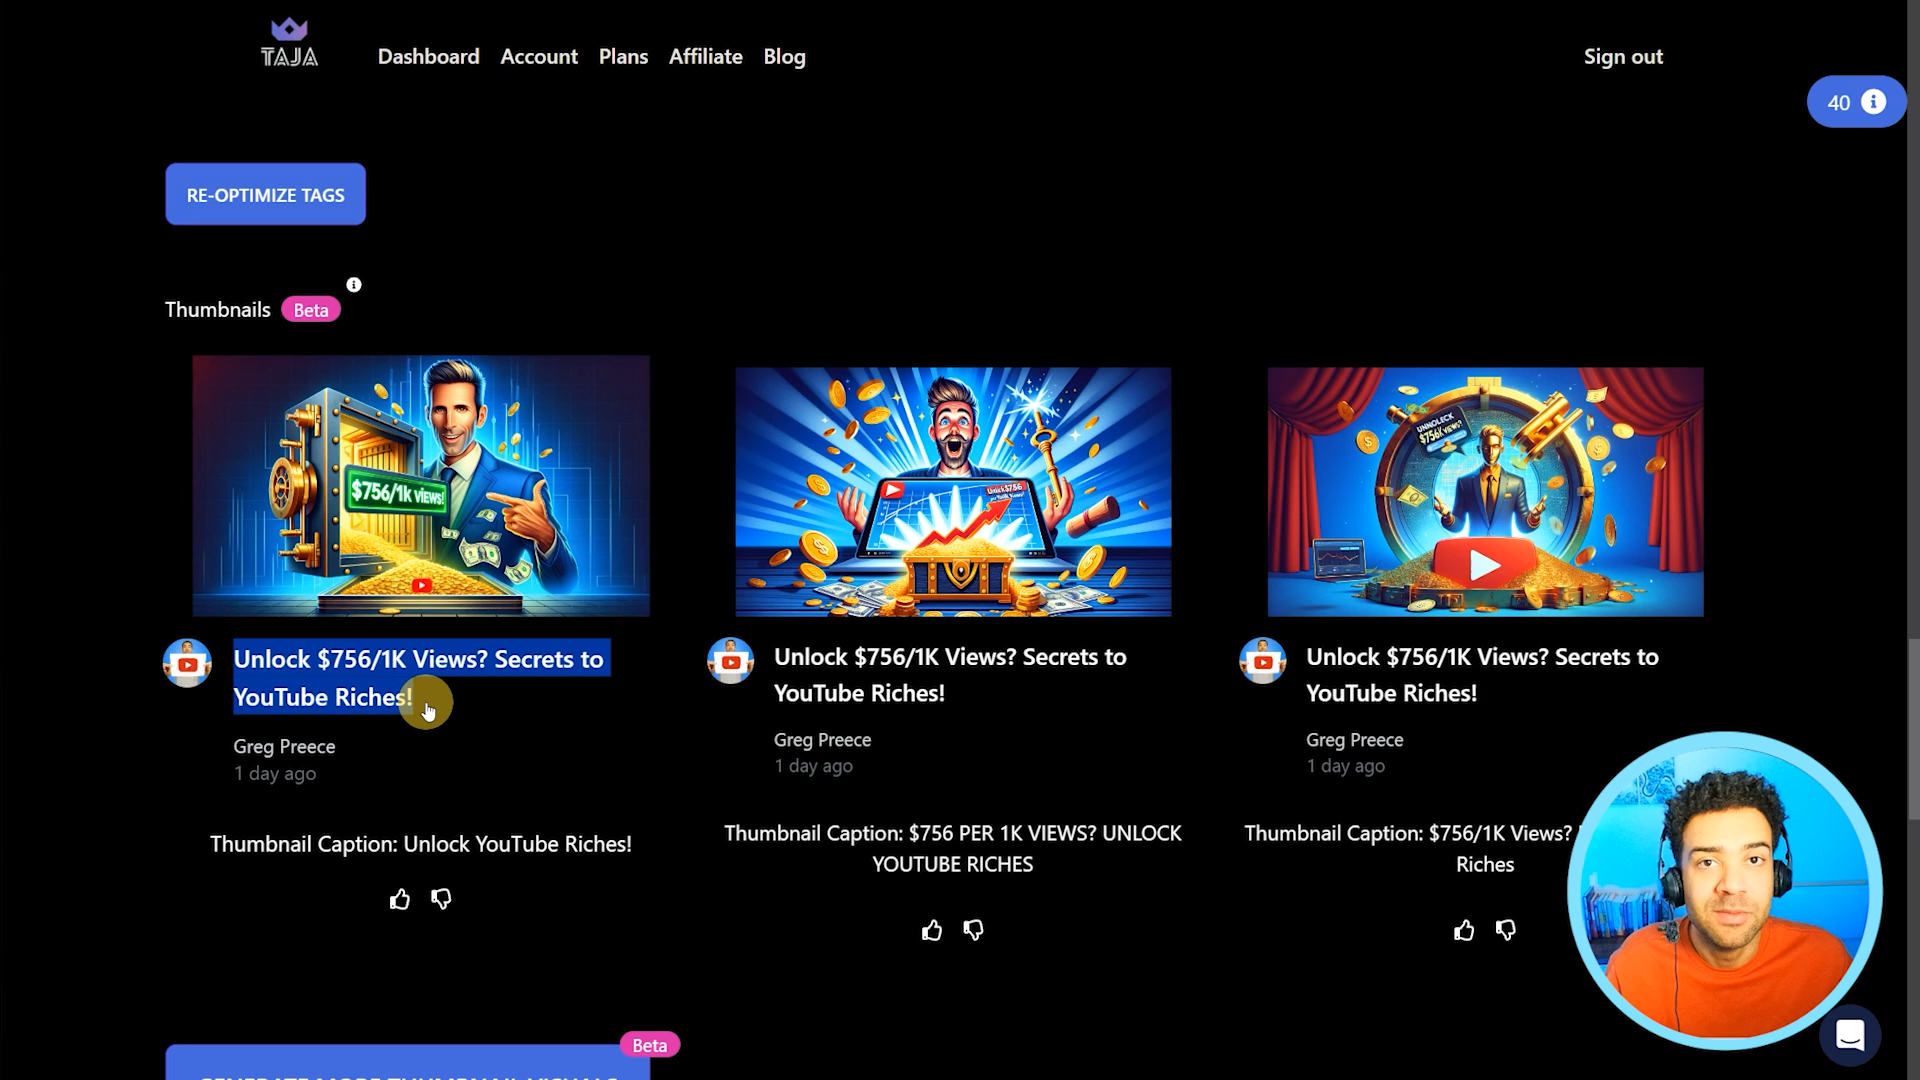 TAJA
Dashboard Account Plans Affiliate Blog
Sign out
40
RE-OPTIMIZE TAGS
Thumbnails Beta
$756/1k views!
Unlock $756/1K Views? Secrets to
YouTube Riches!
Greg Preece
1 day ago
Thumbnail Caption: Unlock YouTube Riches!
Unlock $756/1K Views? Secrets to
YouTube Riches!
Greg Preece
1 day ago
Thumbnail Caption: $756 PER 1K VIEWS? UNLOCK
YOUTUBE RICHES
Unlock $756/1K Views? Secrets to
YouTube Riches!
Greg Preece
1 day ago
Thumbnail Caption: $756/1K Views?
Riches
Beta
GENERATE MORE THUMBNAIL VISUALS